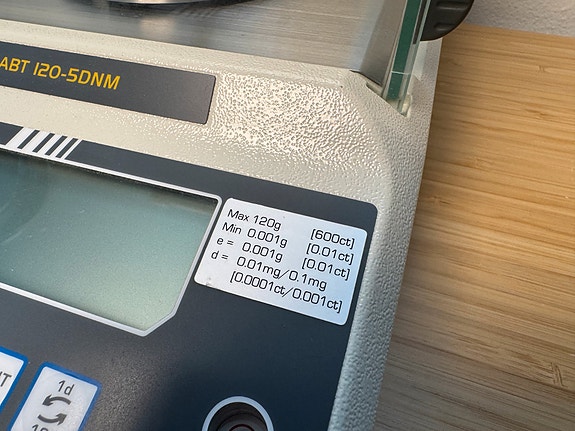 ABT 120-5DNM
Max 120g [600ct]
Min 0.001g [0.01ct]
e = 0.001g [0.01ct]
d = 0.01mg/0.1mg
[0.0001ct/0.001ct]
1d